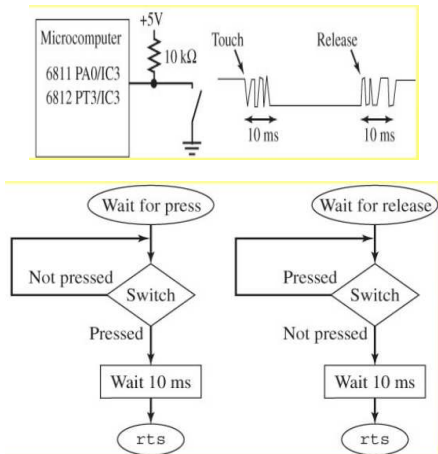 +5V
Microcomputer
10 kΩ
6811 PA0/IC3
6812 PT3/IC3
Touch
Release
10 ms
10 ms
Wait for press
Not pressed
Switch
Pressed
Wait 10 ms
rts
Wait for release
Pressed
Switch
Not pressed
Wait 10 ms
rts